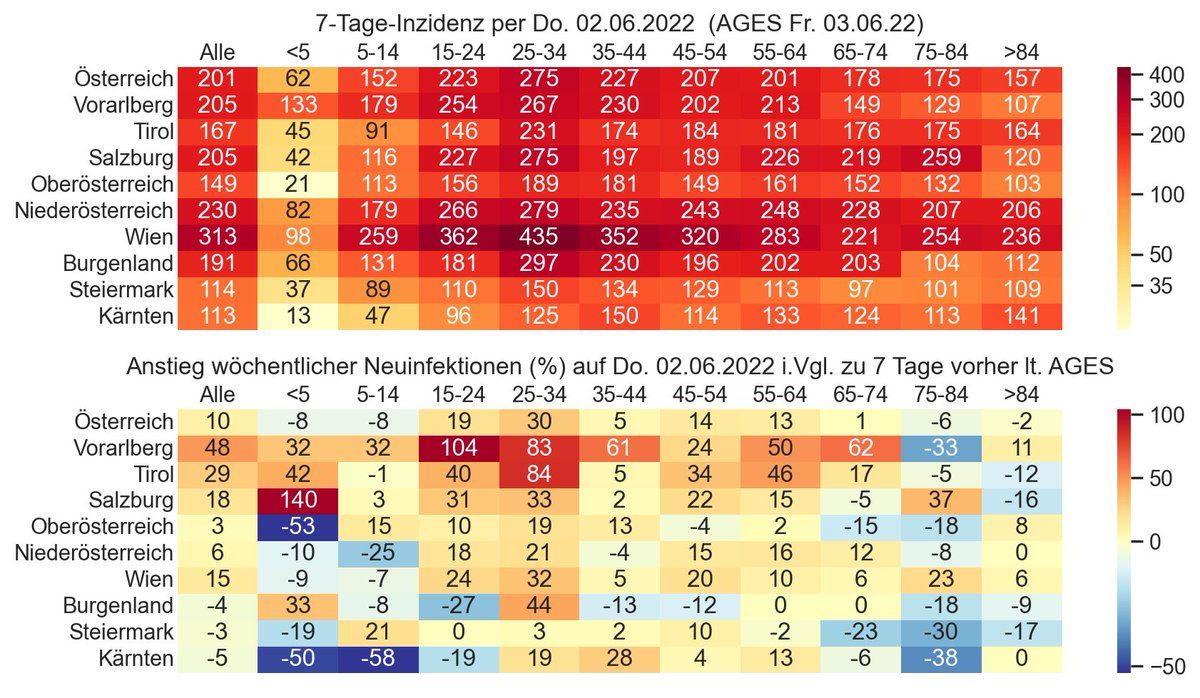 7-Tage-Inzidenz per Do. 02.06.2022 (AGES Fr. 03.06.22)
Alle <5 5-14 15-24 25-34 35-44 45-54 55-64 65-74 75-84 >84
Österreich 201 62 152 223 275 227 207 201 178 175 157
Vorarlberg 205 133 179 254 267 230 202 213 149 129 107
Tirol 167 45 91 146 231 174 184 181 176 175 164
Salzburg 205 42 116 227 275 197 189 226 219 259 120
Oberösterreich 149 21 113 156 189 181 149 161 152 132 103
Niederösterreich 230 82 179 266 279 235 243 248 228 207 206
Wien 313 98 259 362 435 352 320 283 221 254 236
Burgenland 191 66 131 181 297 230 196 202 203 104 112
Steiermark 114 37 89 110 150 134 129 113 97 101 109
Kärnten 113 13 47 96 125 150 114 133 124 113 141
400
300
200
100
50
35
Anstieg wöchentlicher Neuinfektionen (%) auf Do. 02.06.2022 i.Vgl. zu 7 Tage vorher lt. AGES
Alle <5 5-14 15-24 25-34 35-44 45-54 55-64 65-74 75-84 >84
Österreich 10 -8 -8 19 30 5 14 13 1 -6 -2
Vorarlberg 48 32 32 104 83 61 24 50 62 -33 11
Tirol 29 42 -1 40 84 5 34 46 17 -5 -12
Salzburg 18 140 3 31 33 2 22 15 -5 37 -16
Oberösterreich 3 -53 15 10 19 13 -4 2 -15 -18 8
Niederösterreich 6 -10 -25 18 21 -4 15 16 12 -8 0
Wien 15 -9 -7 24 32 5 20 10 6 23 6
Burgenland -4 33 -8 -27 44 -13 -12 0 0 -18 -9
Steiermark -3 -19 21 0 3 2 10 -2 -23 -30 -17
Kärnten -5 -50 -58 -19 19 28 4 13 -6 -38 0
100
50
0
−50